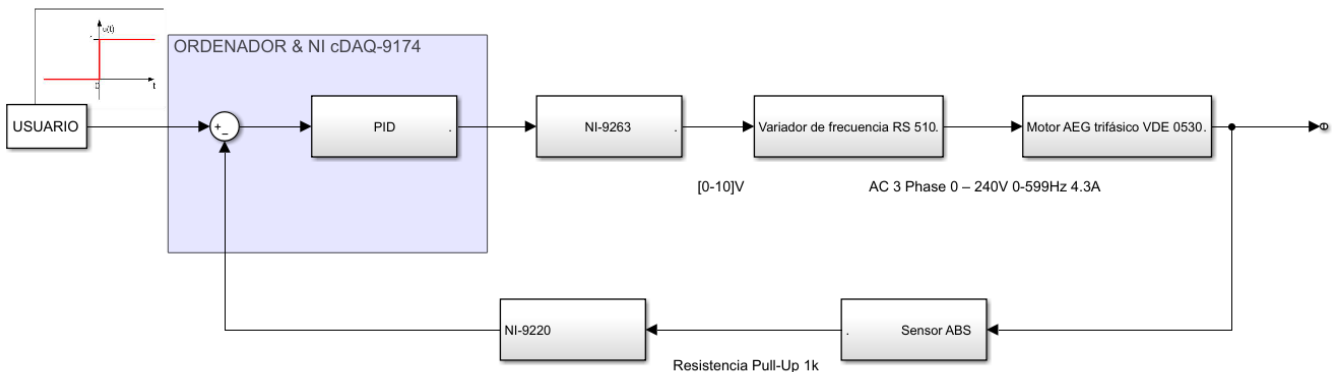 u(t)
t
ORDENADOR & NI cDAQ-9174
USUARIO
+
_
PID .
NI-9263 .
Variador de frecuencia RS 510.
Motor AEG trifásico VDE 0530.
[0-10]V
AC 3 Phase 0 – 240V 0-599Hz 4.3A
NI-9220
. Sensor ABS
Resistencia Pull-Up 1k